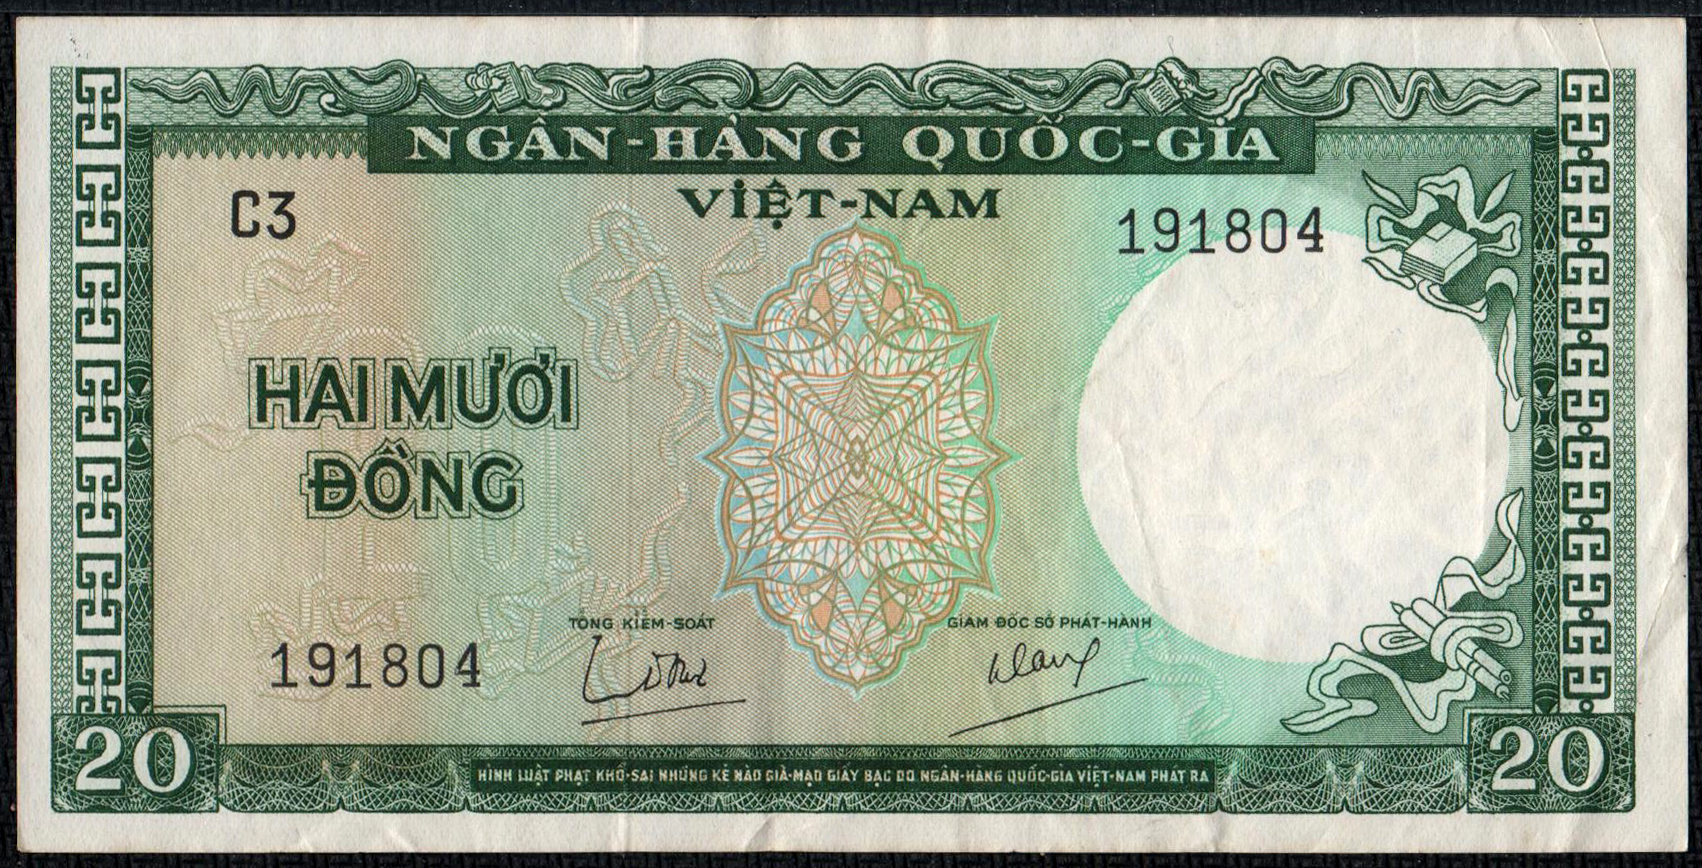 NGÂN-HÀNG QUỐC-GIA
VIỆT-NAM
C3
191804
HAI MƯƠI
ĐỒNG
TỔNG KIỂM-SOÁT
GIÁM ĐỐC SỞ PHÁT-HÀNH
191804
20
HÌNH LUẬT PHẠT KHỔ-SAI NHỮNG KẺ NÀO GIẢ-MẠO GIẤY BẠC DO NGÂN-HÀNG QUỐC-GIA VIỆT-NAM PHÁT RA
20